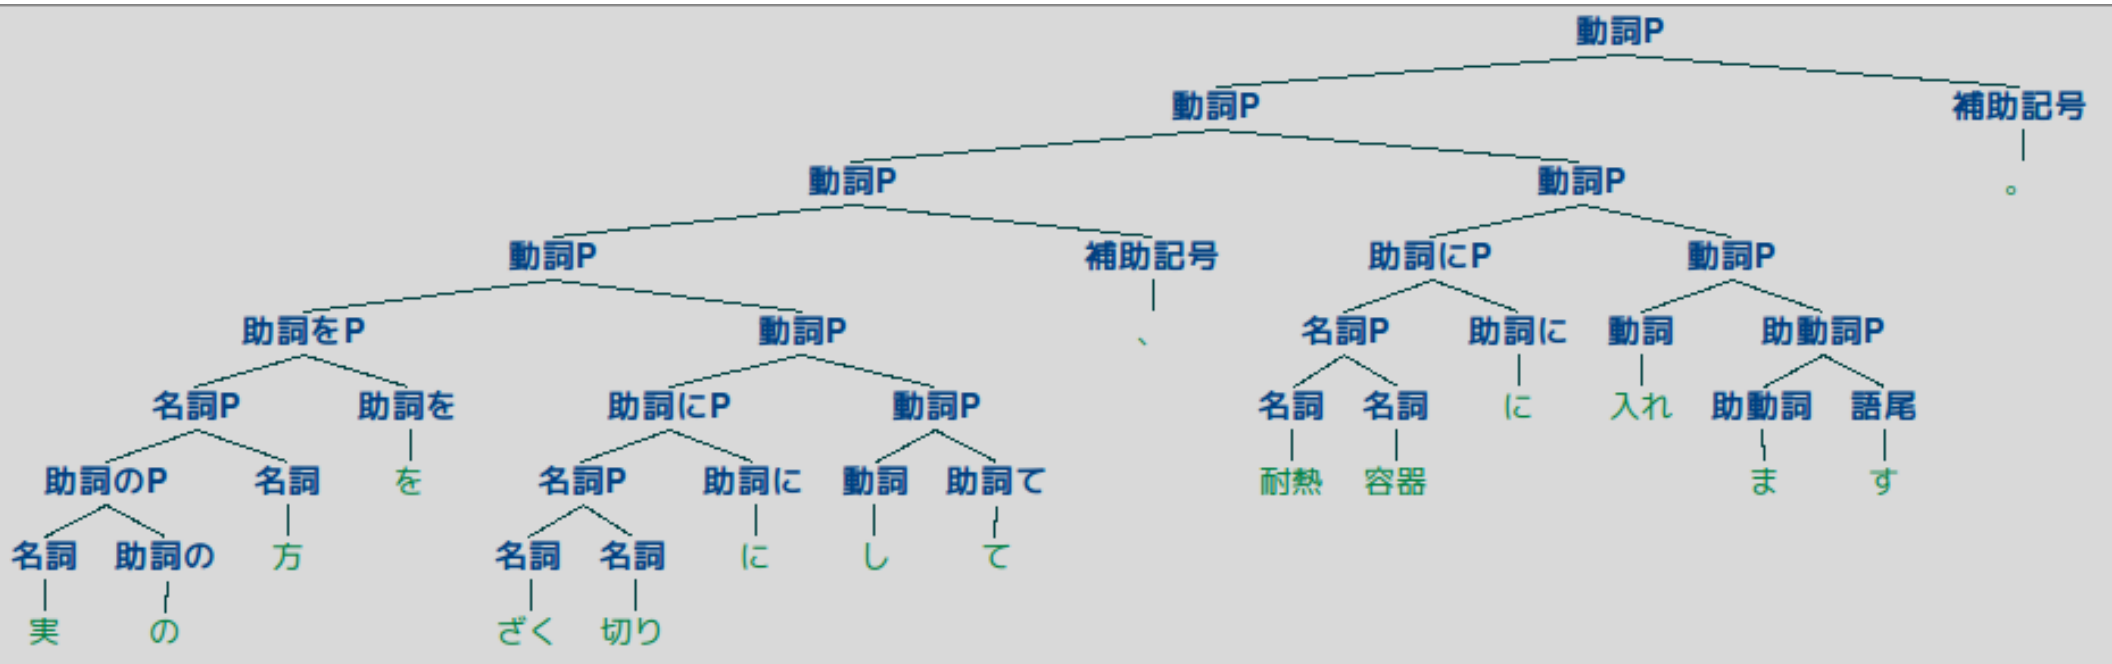 動詞P
動詞P 補助記号
動詞P 動詞P 。
動詞P 補助記号 助詞にP 動詞P
助詞をP 動詞P 、 名詞P 助詞に 動詞 助動詞P
名詞P 助詞を 助詞にP 動詞P 名詞 名詞 に 入れ 助動詞 語尾
助詞のP 名詞 を 名詞P 助詞に 動詞 助詞て 耐熱 容器 ま す
名詞 助詞の 方 名詞 名詞 に し て
実 の ざく 切り